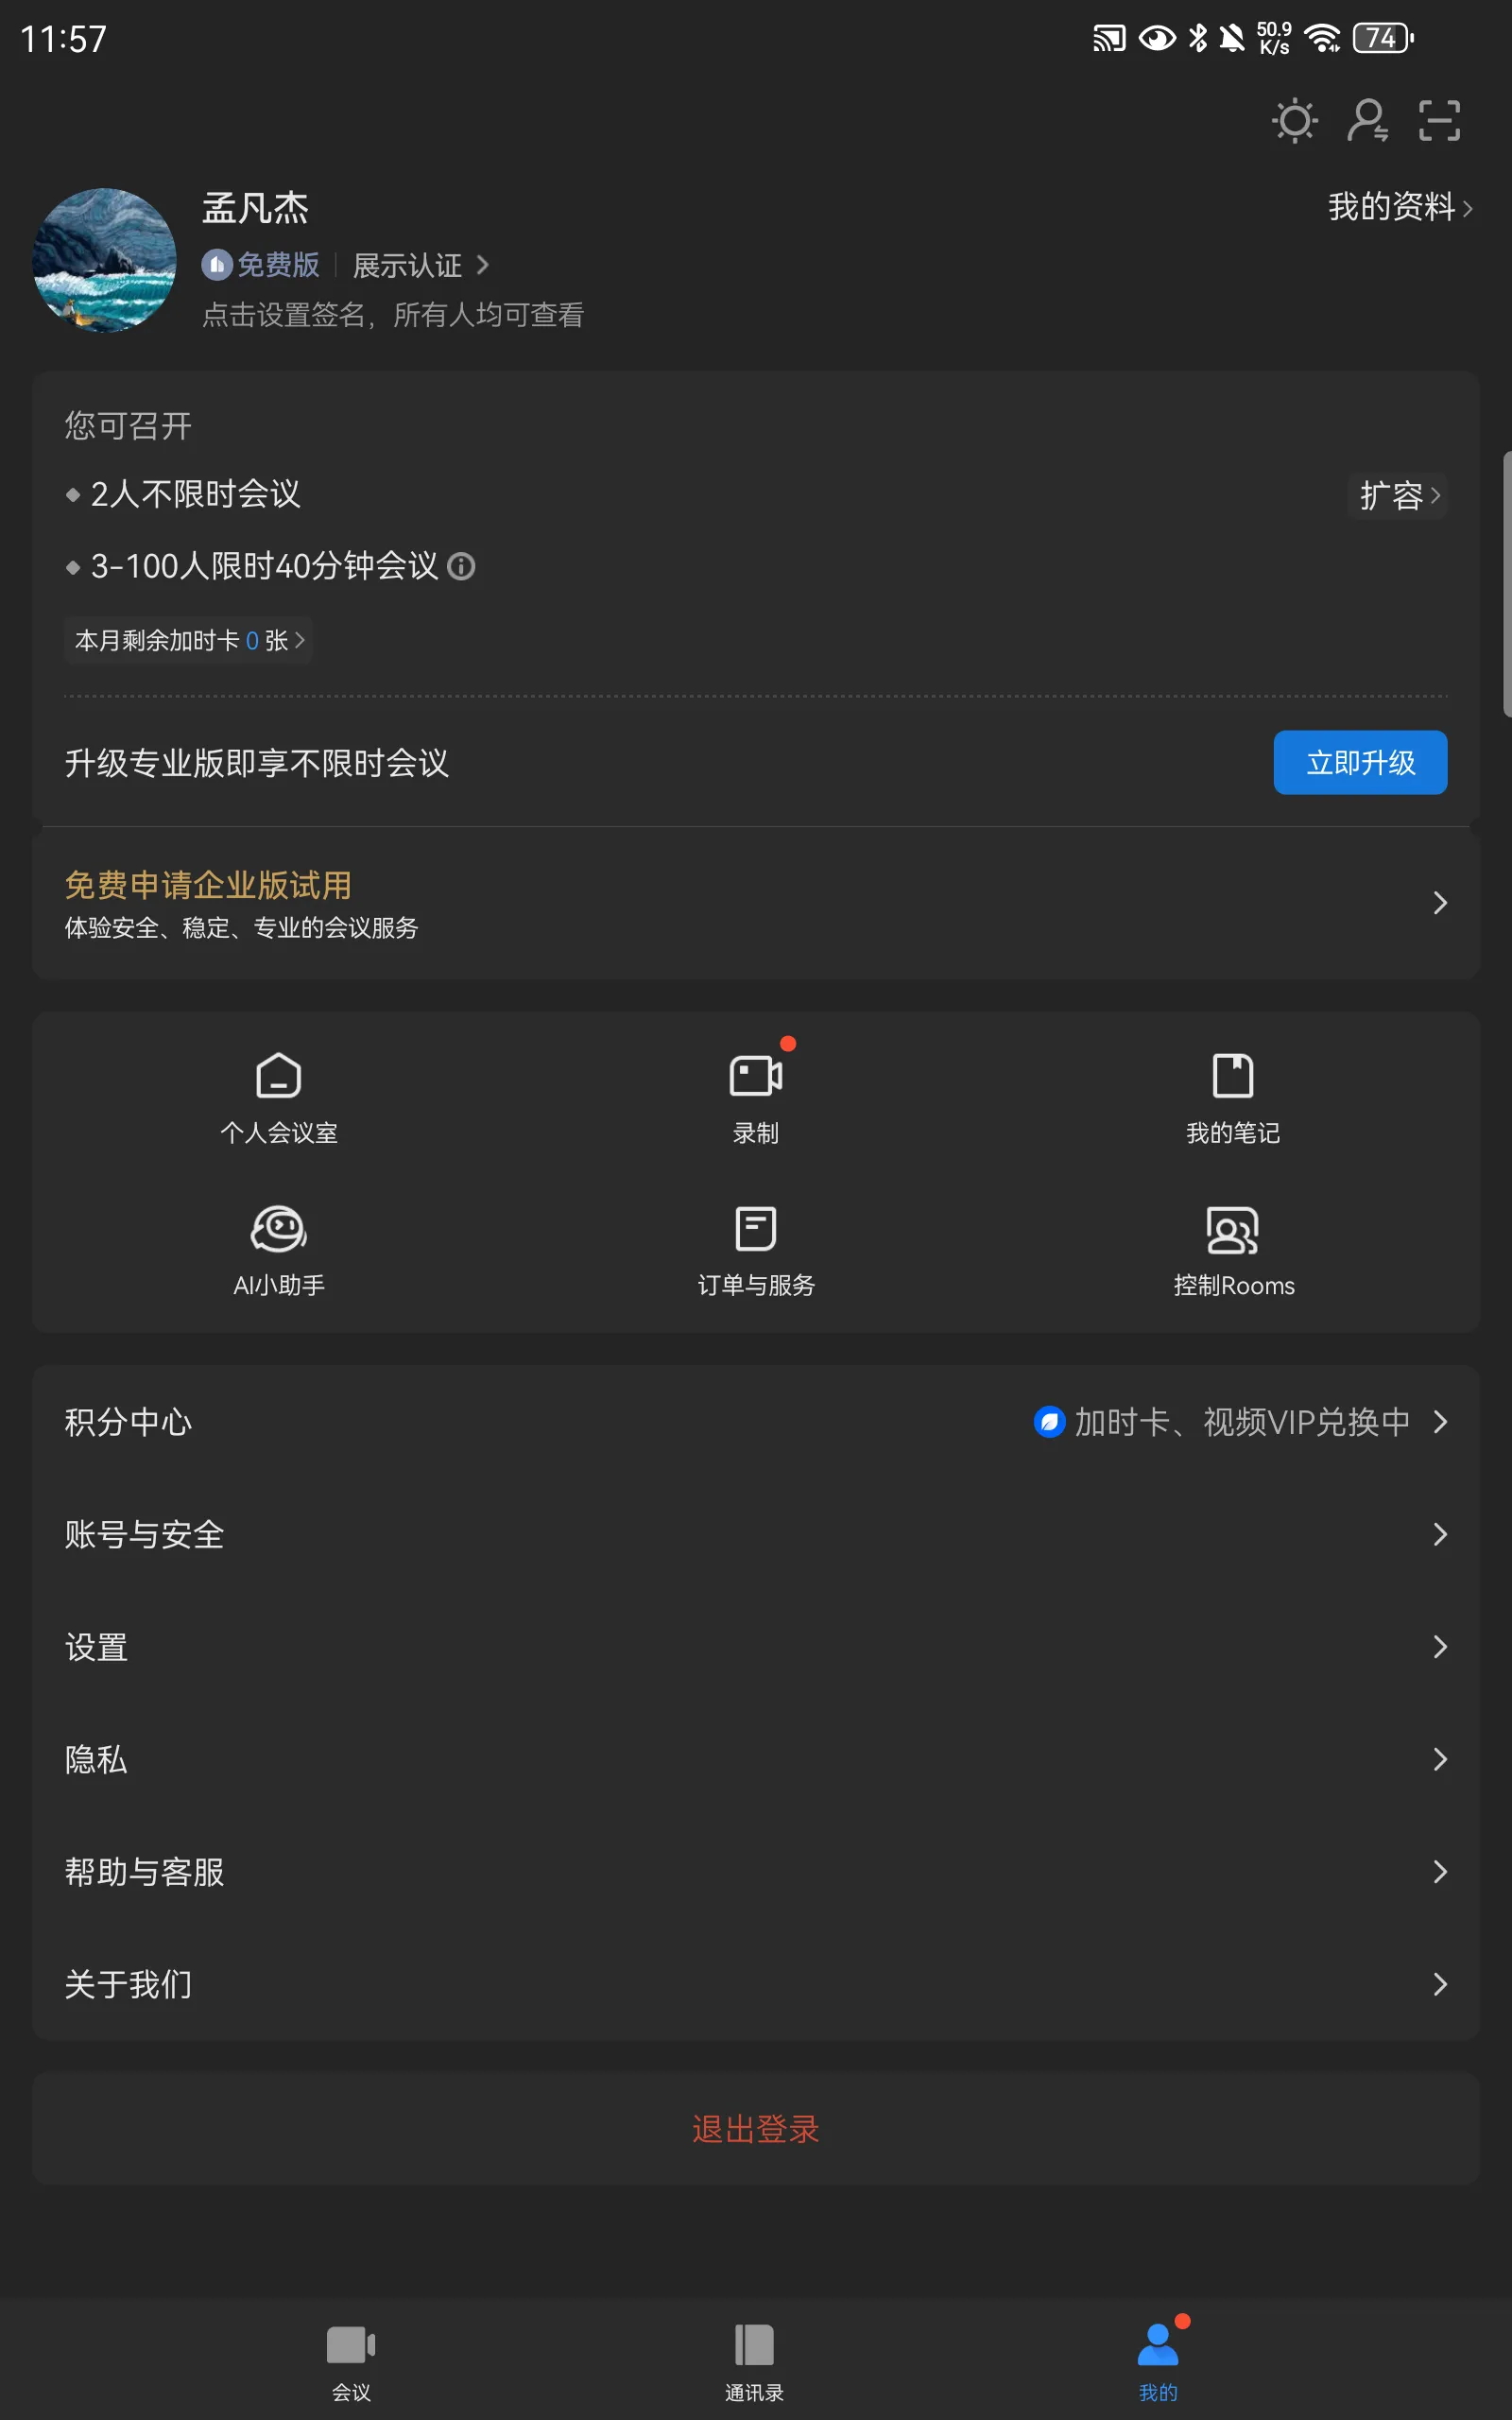 11:57
50.9
K/s
74
孟凡杰
我的资料
免费版
展示认证
点击设置签名，所有人均可查看
您可召开
2人不限时会议
扩容
3-100人限时40分钟会议
本月剩余加时卡 0 张
升级专业版即享不限时会议
立即升级
免费申请企业版试用
体验安全、稳定、专业的会议服务
个人会议室
录制
我的笔记
AI小助手
订单与服务
控制Rooms
积分中心
加时卡、视频VIP兑换中
账号与安全
设置
隐私
帮助与客服
关于我们
退出登录
会议
通讯录
我的